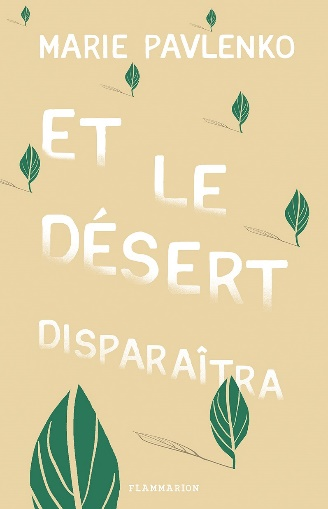 MARIE PAVLENKO
ET
LE
DÉSERT
DISPARAÎTRA
FLAMMARION